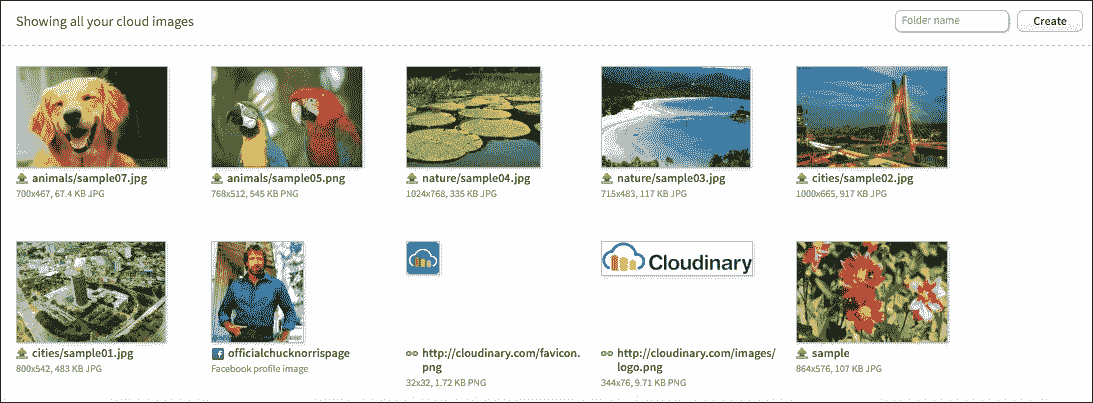 Showing all your cloud images
Folder name
Create
animals/sample07.jpg
700x467, 67.4 KB JPG
animals/sample05.png
768x512, 545 KB PNG
nature/sample04.jpg
1024x768, 335 KB JPG
nature/sample03.jpg
715x483, 117 KB JPG
cities/sample02.jpg
1000x665, 917 KB JPG
Cloudinary
cities/sample01.jpg
800x542, 483 KB JPG
officialchucknorrispage
Facebook profile image
http://cloudinary.com/favicon.
png
32x32, 1.72 KB PNG
http://cloudinary.com/images/
logo.png
344x76, 9.71 KB PNG
sample
864x576, 107 KB JPG